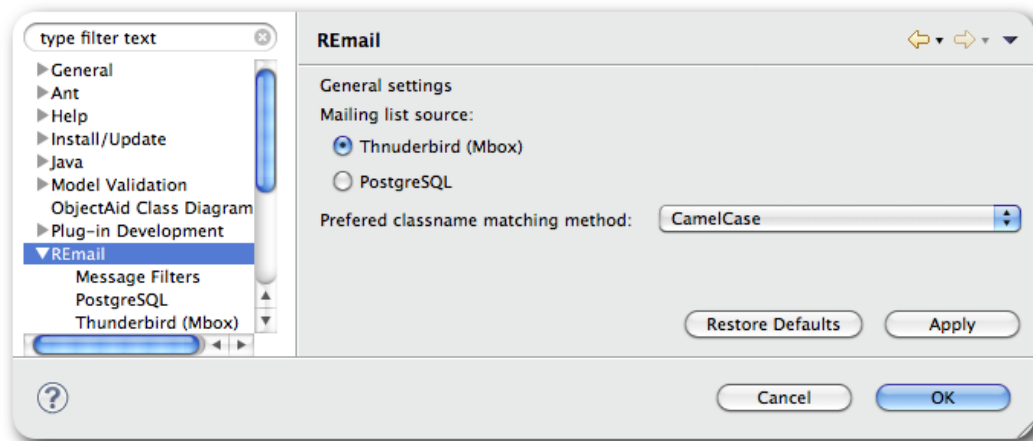 type filter text
General
Ant
Help
Install/Update
Java
Model Validation
ObjectAid Class Diagram
Plug-in Development
REmail
Message Filters
PostgreSQL
Thunderbird (Mbox)
REmail
General settings
Mailing list source:
Thnuderbird (Mbox)
PostgreSQL
Prefered classname matching method: CamelCase
Restore Defaults Apply
? Cancel OK